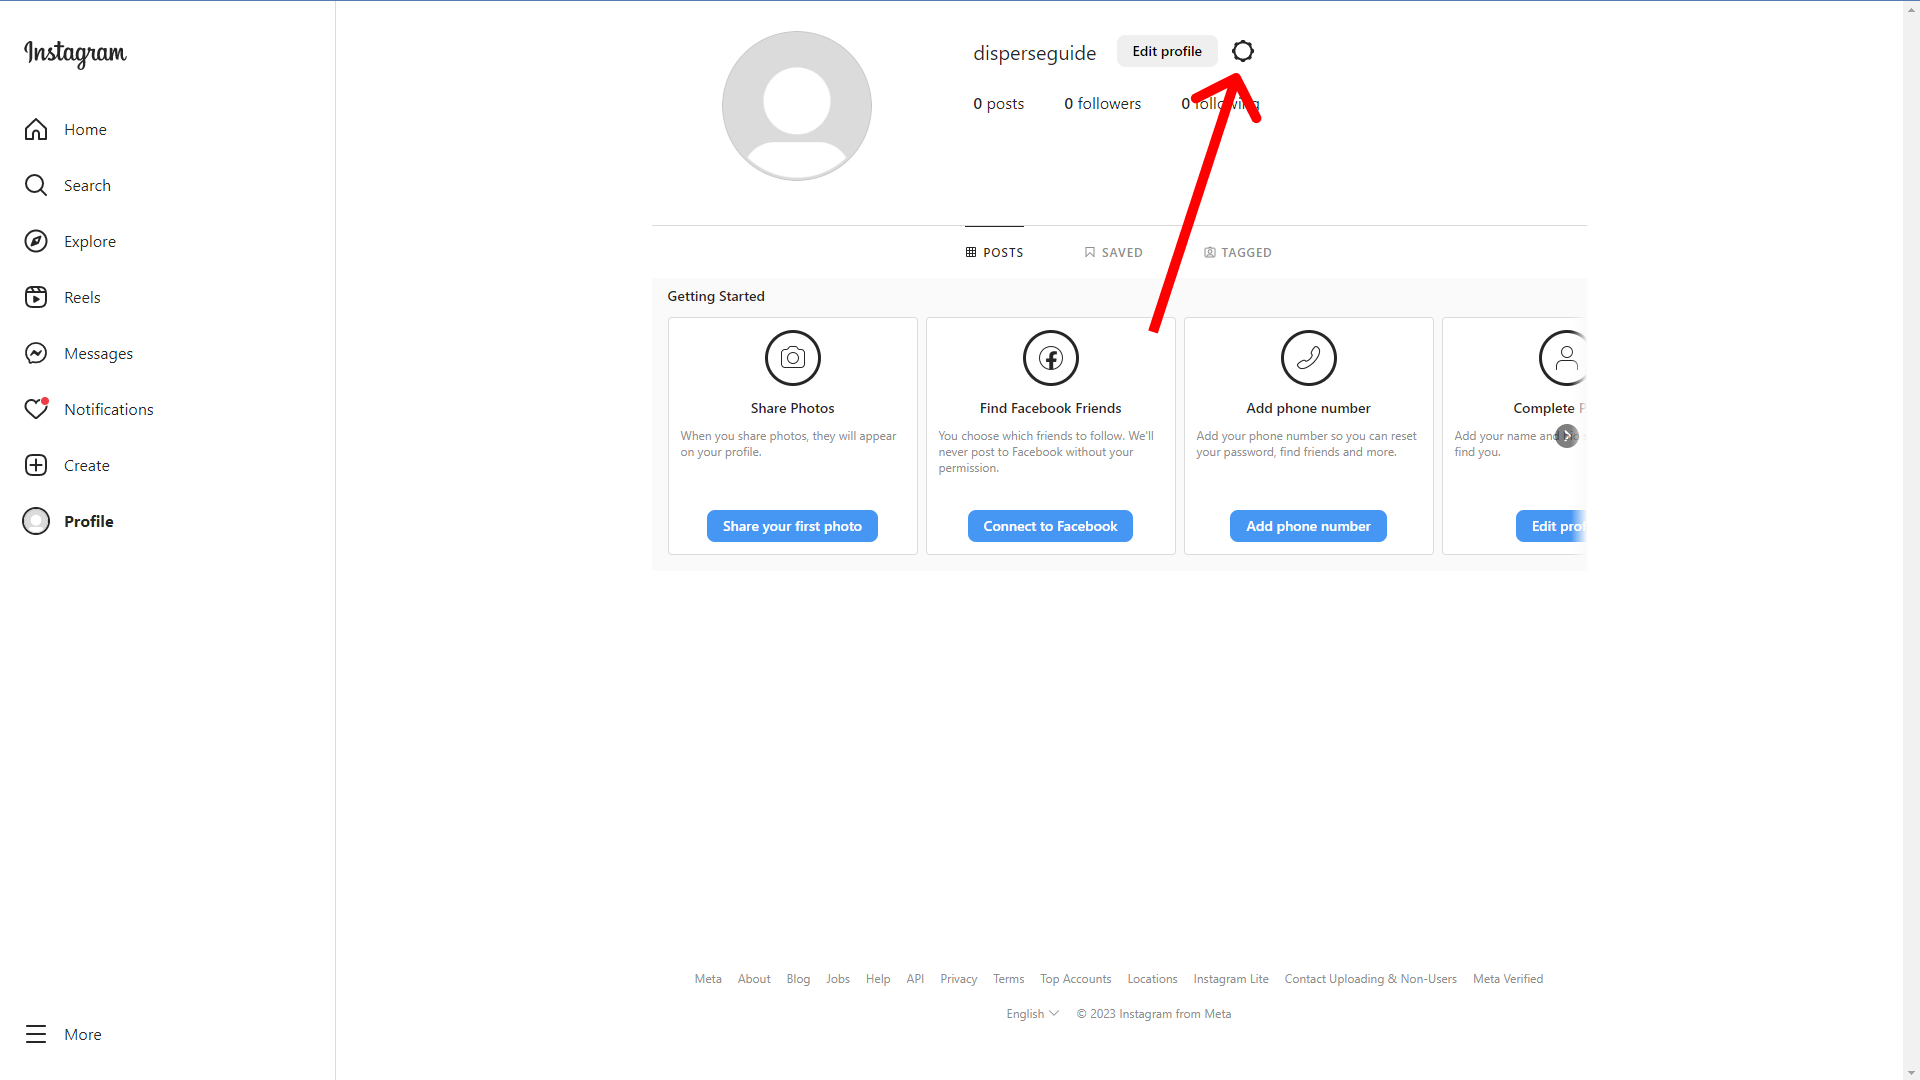 Instagram
Home
Search
Explore
Reels
Messages
Notifications
Create
Profile
More
disperseguide
Edit profile
0 posts
0 followers
0 following
POSTS
SAVED
TAGGED
Getting Started
Share Photos
When you share photos, they will appear
on your profile.
Share your first photo
Find Facebook Friends
You choose which friends to follow. We'll
never post to Facebook without your
permission.
Connect to Facebook
Add phone number
Add your phone number so you can reset
your password, find friends and more.
Add phone number
Complete
Add your name and
find you.
Edit
Meta About Blog Jobs Help API Privacy Terms Top Accounts Locations Instagram Lite Contact Uploading & Non-Users Meta Verified
English © 2023 Instagram from Meta